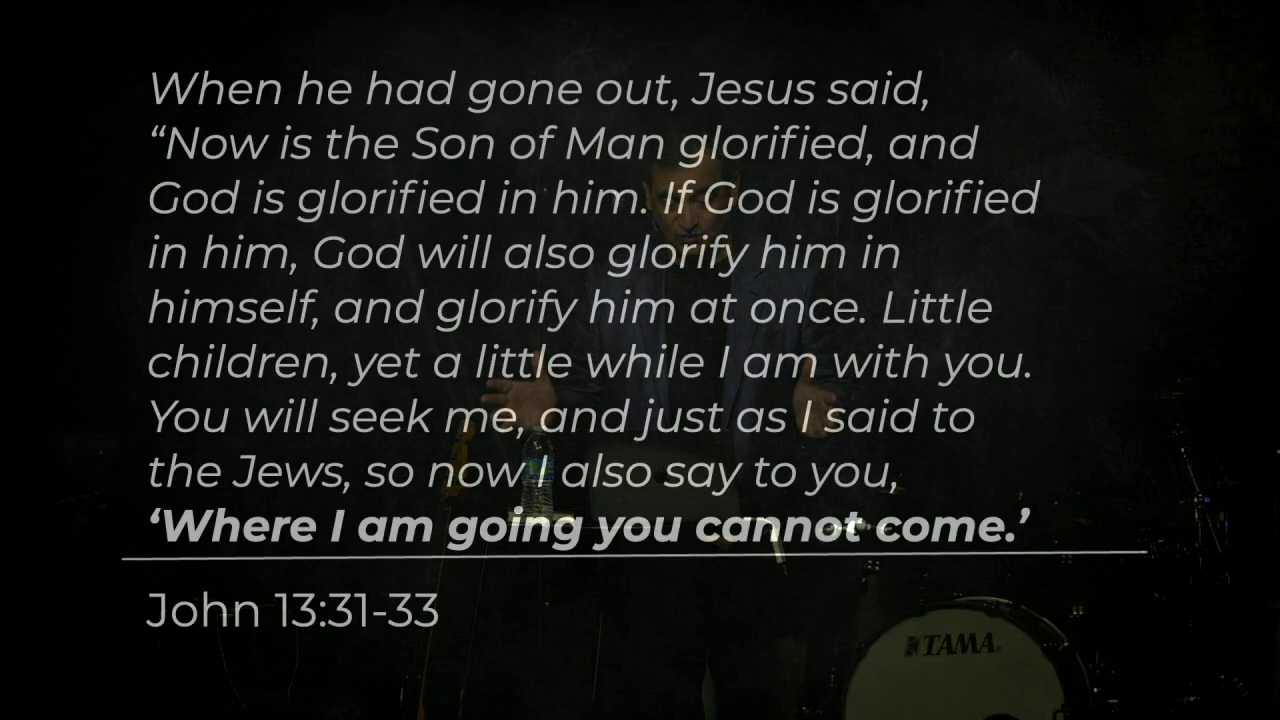 When he had gone out, Jesus said,
“Now is the Son of Man glorified, and
God is glorified in him. If God is glorified
in him, God will also glorify him in
himself, and glorify him at once. Little
children, yet a little while I am with you.
You will seek me, and just as I said to
the Jews, so now I also say to you,
‘Where I am going you cannot come.’
John 13:31-33
TAMA